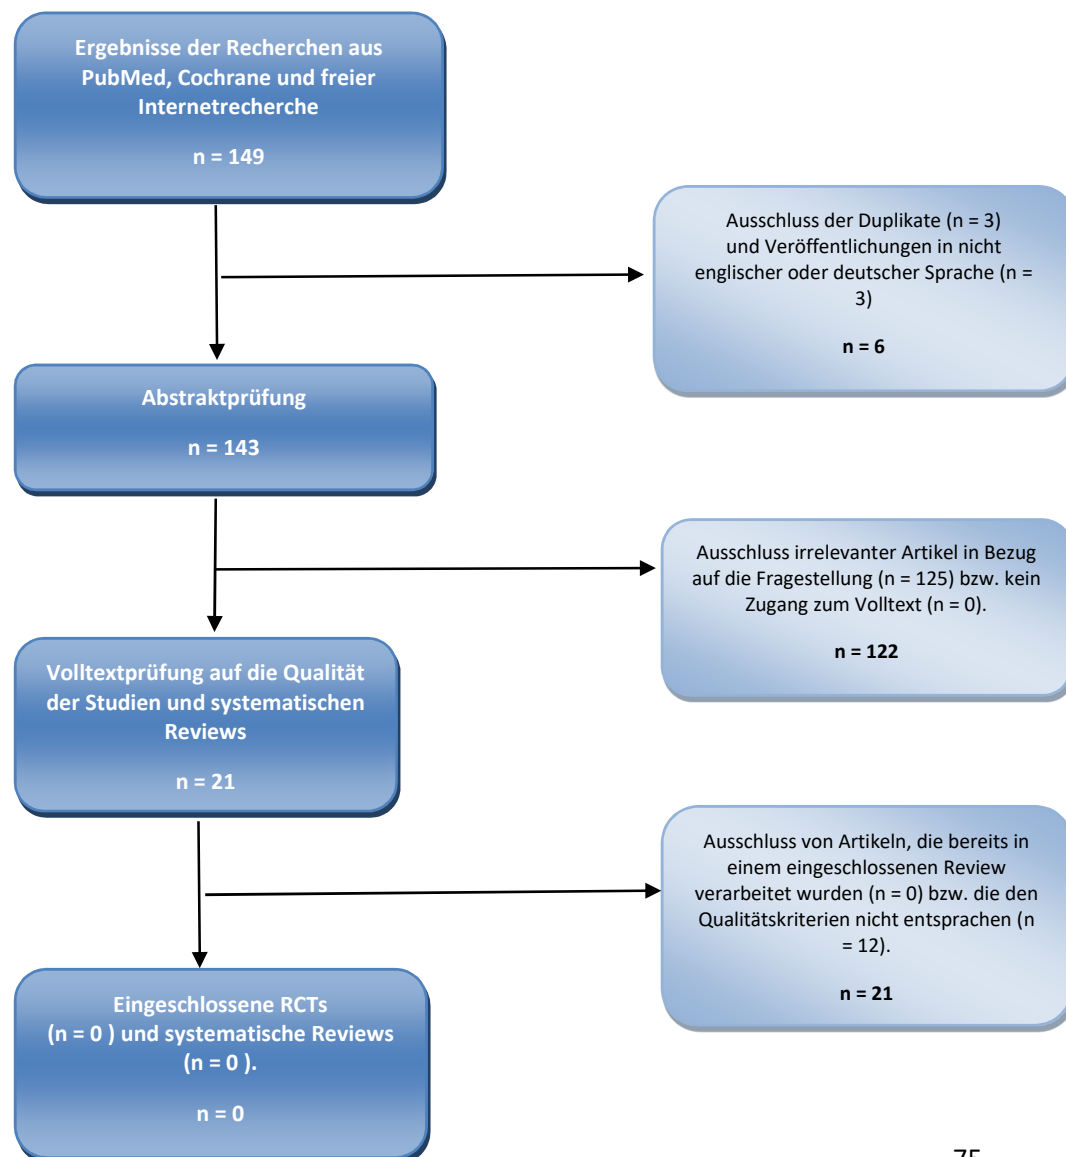 Ergebnisse der Recherchen aus
PubMed, Cochrane und freier
Internetrecherche
n = 149
Ausschluss der Duplikate (n = 3)
und Veröffentlichungen in nicht
englischer oder deutscher Sprache (n =
3)
n = 6
Abstraktprüfung
n = 143
Ausschluss irrelevanter Artikel in Bezug
auf die Fragestellung (n = 125) bzw. kein
Zugang zum Volltext (n = 0).
n = 122
Volltextprüfung auf die Qualität
der Studien und systematischen
Reviews
n = 21
Ausschluss von Artikeln, die bereits in
einem eingeschlossenen Review
verarbeitet wurden (n = 0) bzw. die den
Qualitätskriterien nicht entsprachen (n
= 12).
n = 21
Eingeschlossene RCTs
(n = 0 ) und systematische Reviews
(n = 0 ).
n = 0